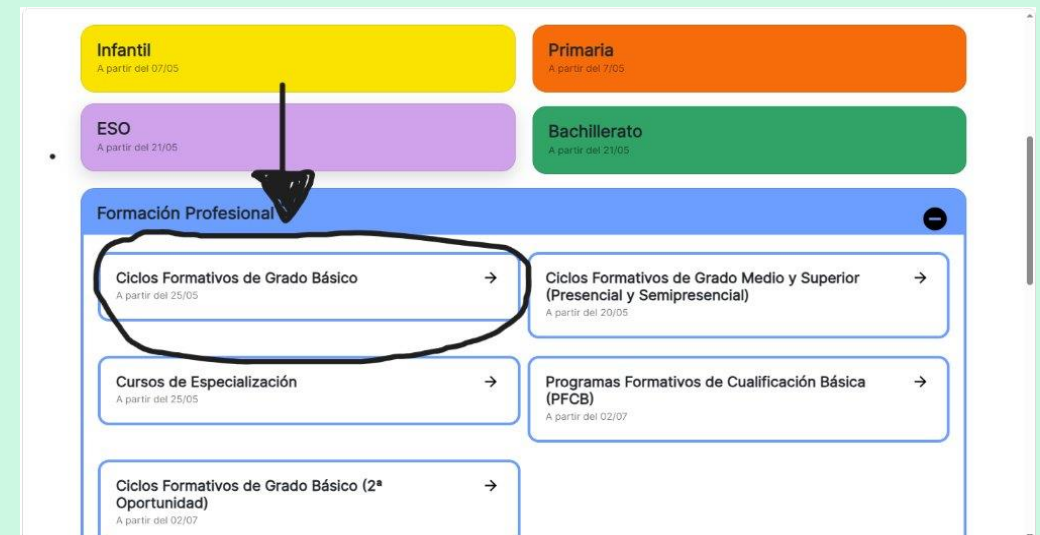 Infantil
A partir del 07/05
Primaria
A partir del 7/05
ESO
A partir del 21/05
Bachillerato
A partir del 21/05
Formación Profesional
Ciclos Formativos de Grado Básico
A partir del 25/05
Ciclos Formativos de Grado Medio y Superior
(Presencial y Semipresencial)
A partir del 20/05
Cursos de Especialización
A partir del 25/05
Programas Formativos de Cualificación Básica
(PFCB)
A partir del 02/07
Ciclos Formativos de Grado Básico (2ª
Oportunidad)
A partir del 02/07